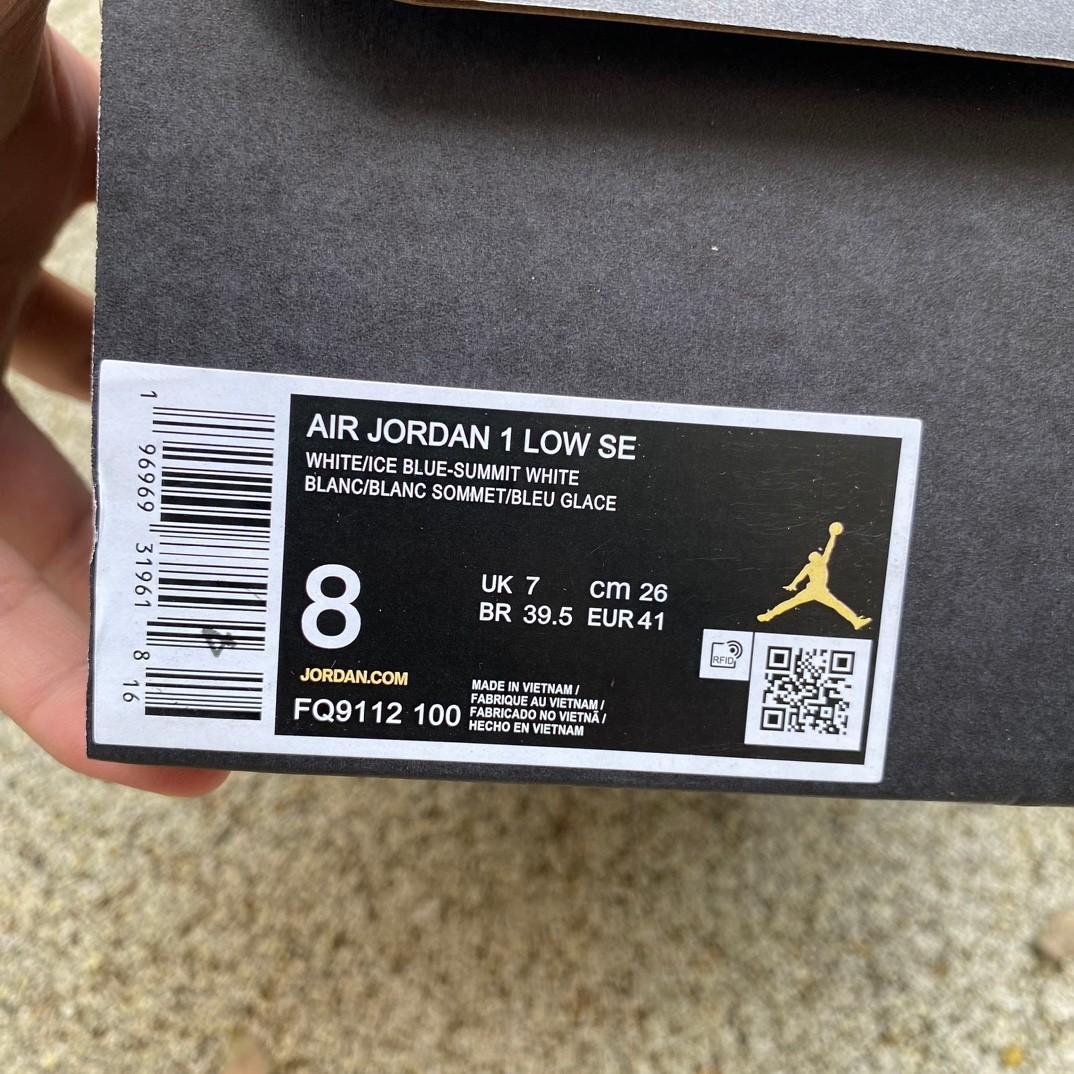 AIR JORDAN 1 LOW SE
WHITE/ICE BLUE-SUMMIT WHITE
BLANC/BLANC SOMMET/BLEU GLACE
8
UK 7 cm 26
BR 39.5 EUR 41
JORDAN.COM
FQ9112 100
MADE IN VIETNAM /
FABRIQUE AU VIETNAM /
FABRICADO NO VIETNÃ /
HECHO EN VIETNAM
RFID
1 96969 31961 8 16
4